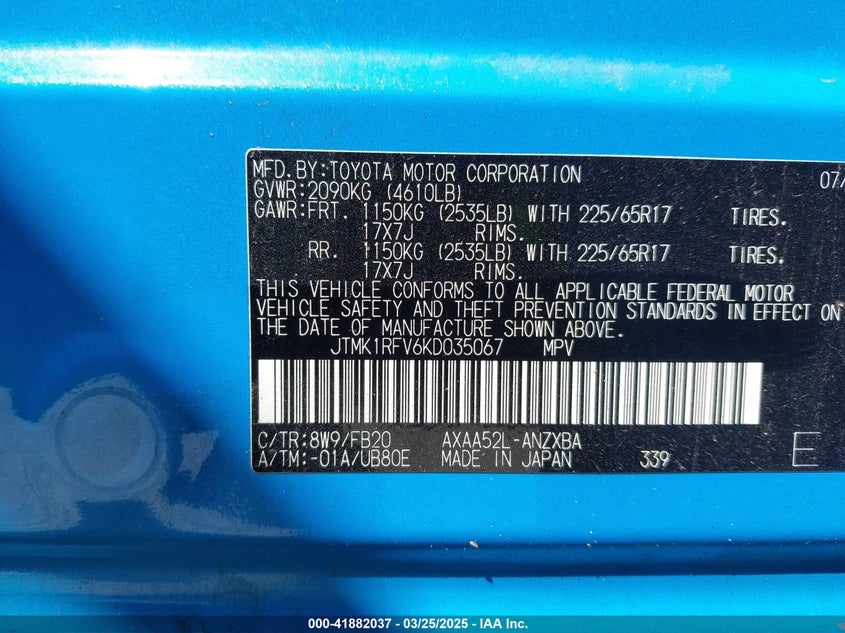 MFD.BY:TOYOTA MOTOR CORPORATION 07/
GVWR:2090KG (4610LB)
GAWR:FRT. 1150KG (2535LB) WITH 225/65R17 TIRES.
17X7J RIMS.
RR. 1150KG (2535LB) WITH 225/65R17 TIRES.
17X7J RIMS.
THIS VEHICLE CONFORMS TO ALL APPLICABLE FEDERAL MOTOR
VEHICLE SAFETY AND THEFT PREVENTION STANDARDS IN EFFECT ON
THE DATE OF MANUFACTURE SHOWN ABOVE.
JTMK1RFV6KD035067 MPV
C/TR:8W9/FB20 AXAA52L-ANZXBA
A/TM:-01A/UB80E MADE IN JAPAN 339 E
000-41882037 - 03/25/2025 - IAA Inc.